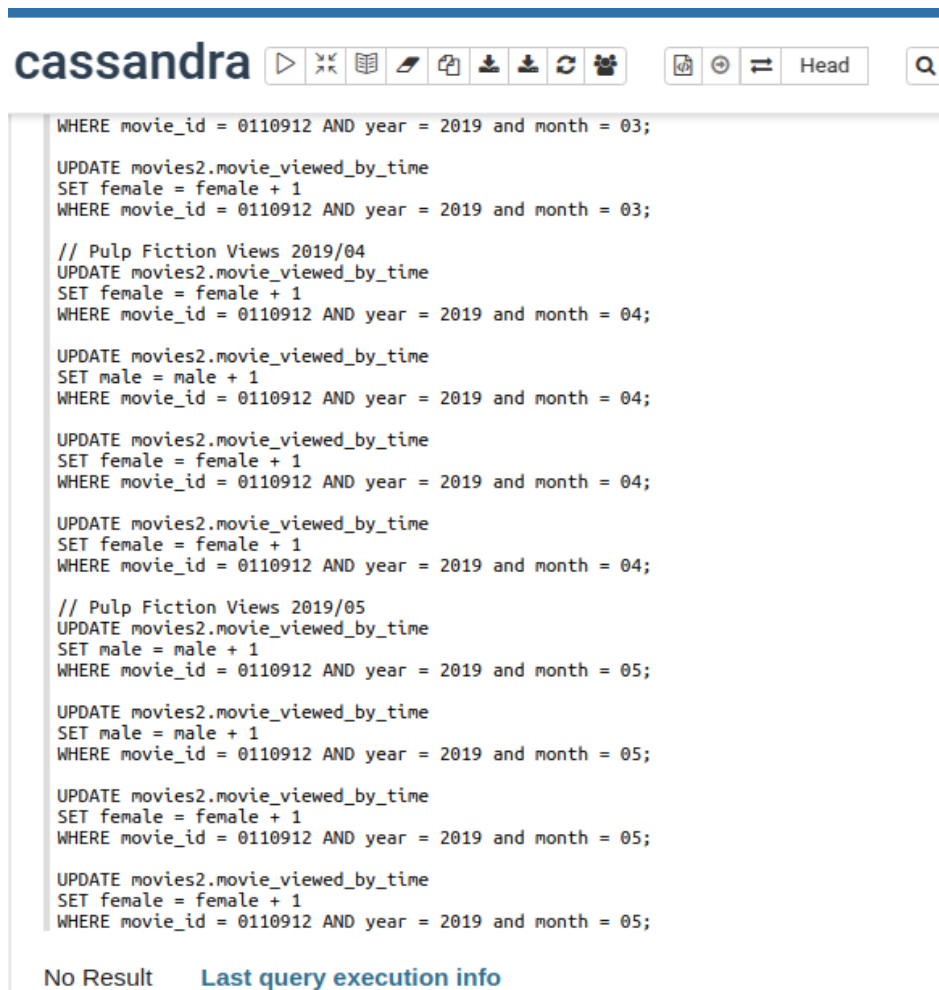 cassandra
Head
WHERE movie_id = 0110912 AND year = 2019 and month = 03;
UPDATE movies2.movie_viewed_by_time
SET female = female + 1
WHERE movie_id = 0110912 AND year = 2019 and month = 03;
// Pulp Fiction Views 2019/04
UPDATE movies2.movie_viewed_by_time
SET female = female + 1
WHERE movie_id = 0110912 AND year = 2019 and month = 04;
UPDATE movies2.movie_viewed_by_time
SET male = male + 1
WHERE movie_id = 0110912 AND year = 2019 and month = 04;
UPDATE movies2.movie_viewed_by_time
SET female = female + 1
WHERE movie_id = 0110912 AND year = 2019 and month = 04;
UPDATE movies2.movie_viewed_by_time
SET female = female + 1
WHERE movie_id = 0110912 AND year = 2019 and month = 04;
// Pulp Fiction Views 2019/05
UPDATE movies2.movie_viewed_by_time
SET male = male + 1
WHERE movie_id = 0110912 AND year = 2019 and month = 05;
UPDATE movies2.movie_viewed_by_time
SET male = male + 1
WHERE movie_id = 0110912 AND year = 2019 and month = 05;
UPDATE movies2.movie_viewed_by_time
SET female = female + 1
WHERE movie_id = 0110912 AND year = 2019 and month = 05;
UPDATE movies2.movie_viewed_by_time
SET female = female + 1
WHERE movie_id = 0110912 AND year = 2019 and month = 05;
No Result Last query execution info